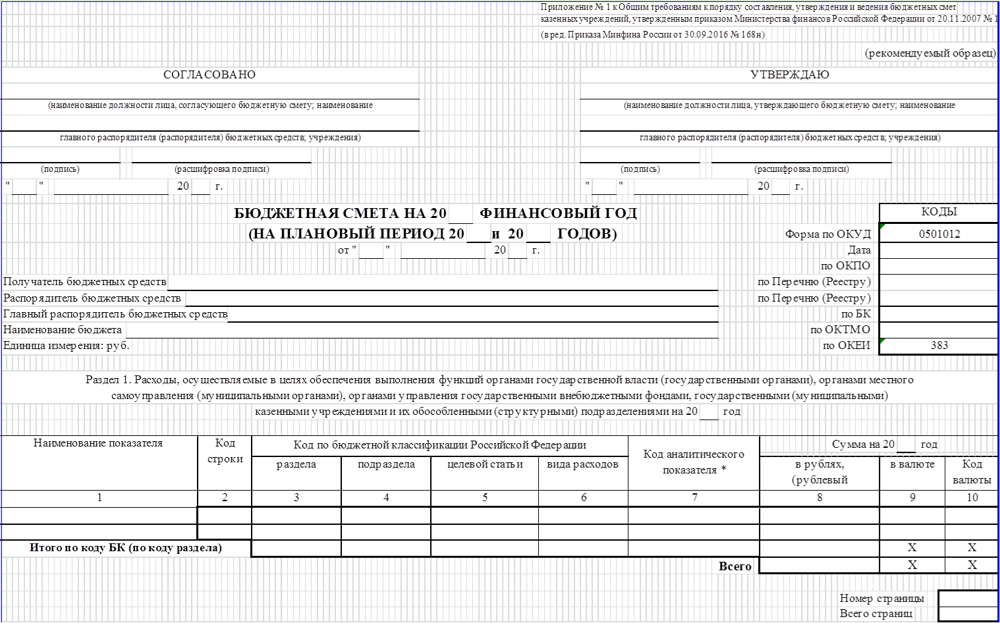 Приложение № 1 к Общим требованиям к порядку составления, утверждения и ведения бюджетных смет
казенных учреждений, утвержденным приказом Министерства финансов Российской Федерации от 20.11.2007 № 1
(в ред. Приказа Минфина России от 30.09.2016 № 168н)
(рекомендуемый образец)
СОГЛАСОВАНО УТВЕРЖДАЮ
(наименование должности лица, согласующего бюджетную смету; наименование (наименование должности лица, утверждающего бюджетную смету; наименование
главного распорядителя (распорядителя) бюджетных средств; учреждения) главного распорядителя (распорядителя) бюджетных средств; учреждения)
(подпись) (расшифровка подписи) (подпись) (расшифровка подписи)
" " 20 г. " " 20 г.
БЮДЖЕТНАЯ СМЕТА НА 20 ФИНАНСОВЫЙ ГОД КОДЫ
(НА ПЛАНОВЫЙ ПЕРИОД 20 и 20 ГОДОВ) Форма по ОКУД 0501012
от " " 20 г. Дата
по ОКПО
Получатель бюджетных средств по Перечню (Реестру)
Распорядитель бюджетных средств по Перечню (Реестру)
Главный распорядитель бюджетных средств по БК
Наименование бюджета по ОКТМО
Единица измерения: руб. по ОКЕИ 383
Раздел 1. Расходы, осуществляемые в целях обеспечения выполнения функций органами государственной власти (государственными органами), органами местного
самоуправления (муниципальными органами), органами управления государственными внебюджетными фондами, государственными (муниципальными)
казенными учреждениями и их обособленными (структурными) подразделениями на 20 год
Наименование показателя Код строки Код по бюджетной классификации Российской Федерации Код аналитического показателя * Сумма на 20 год
раздела подраздела целевой статьи вида расходов в рублях, (рублевый в валюте Код валюты
1 2 3 4 5 6 7 8 9 10
Итого по коду БК (по коду раздела) X X
Всего X X
Номер страницы
Всего страниц